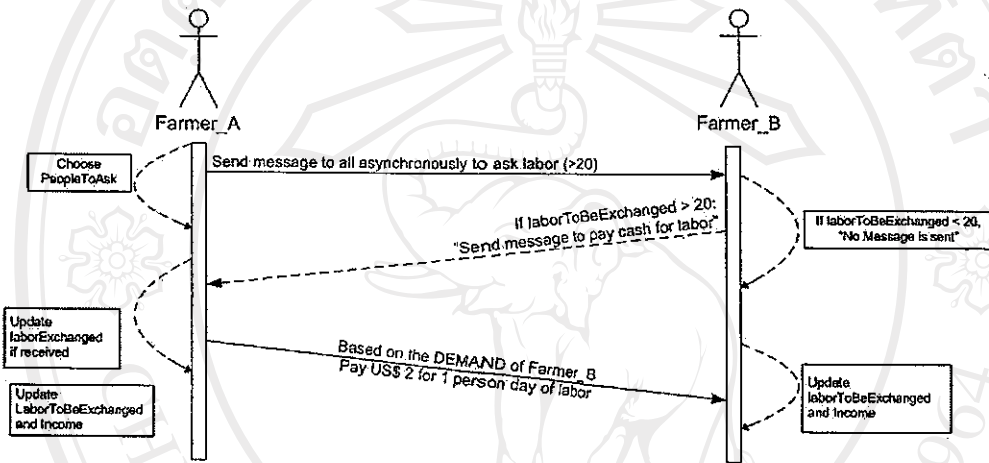 Farmer_A
Farmer_B
Choose
PeopleToAsk
Send message to all asynchronously to ask labor (>20)
If laborToBeExchanged > 20:
"Send message to pay cash for labor"
If laborToBeExchanged < 20,
"No Message is sent"
Update
laborExchanged
if received
Based on the DEMAND of Farmer_B
Pay US$ 2 for 1 person day of labor
Update
LaborToBeExchanged
and Income
Update
laborToBeExchanged
and Income